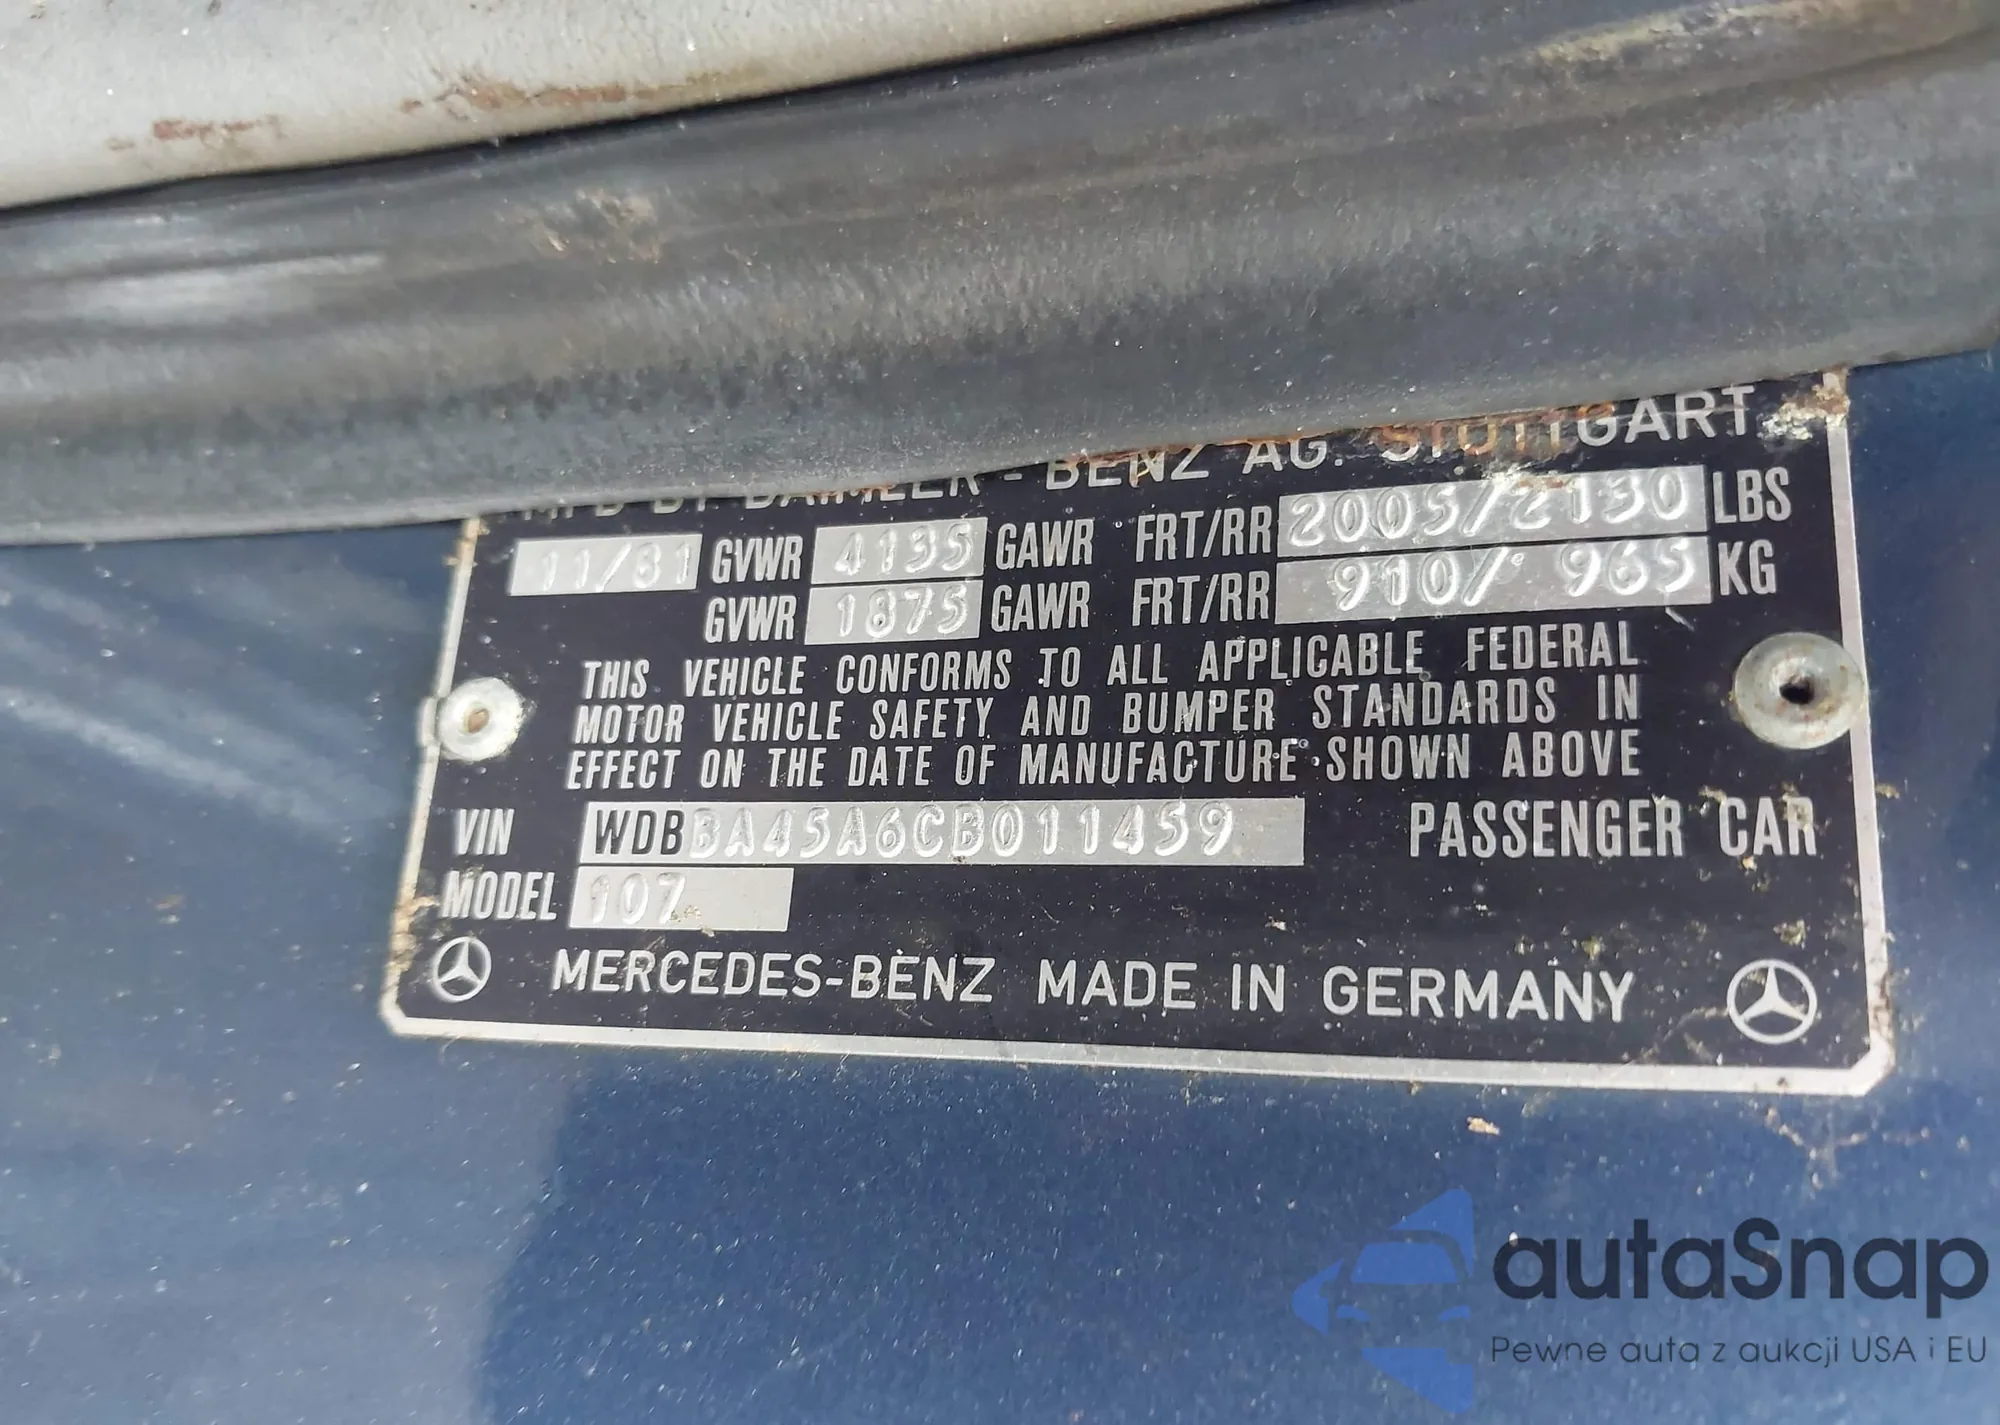 MFD BY DAIMLER - BENZ AG. STUTTGART
11/81 GVWR 4135 GAWR FRT/RR 2005/2130 LBS
GVWR 1875 GAWR FRT/RR 910/ 965 KG
THIS VEHICLE CONFORMS TO ALL APPLICABLE FEDERAL
MOTOR VEHICLE SAFETY AND BUMPER STANDARDS IN
EFFECT ON THE DATE OF MANUFACTURE SHOWN ABOVE
VIN WDBBA45A6CB011459 PASSENGER CAR
MODEL 107
MERCEDES-BENZ MADE IN GERMANY
autaSnap
Pewne auta z aukcji USA i EU